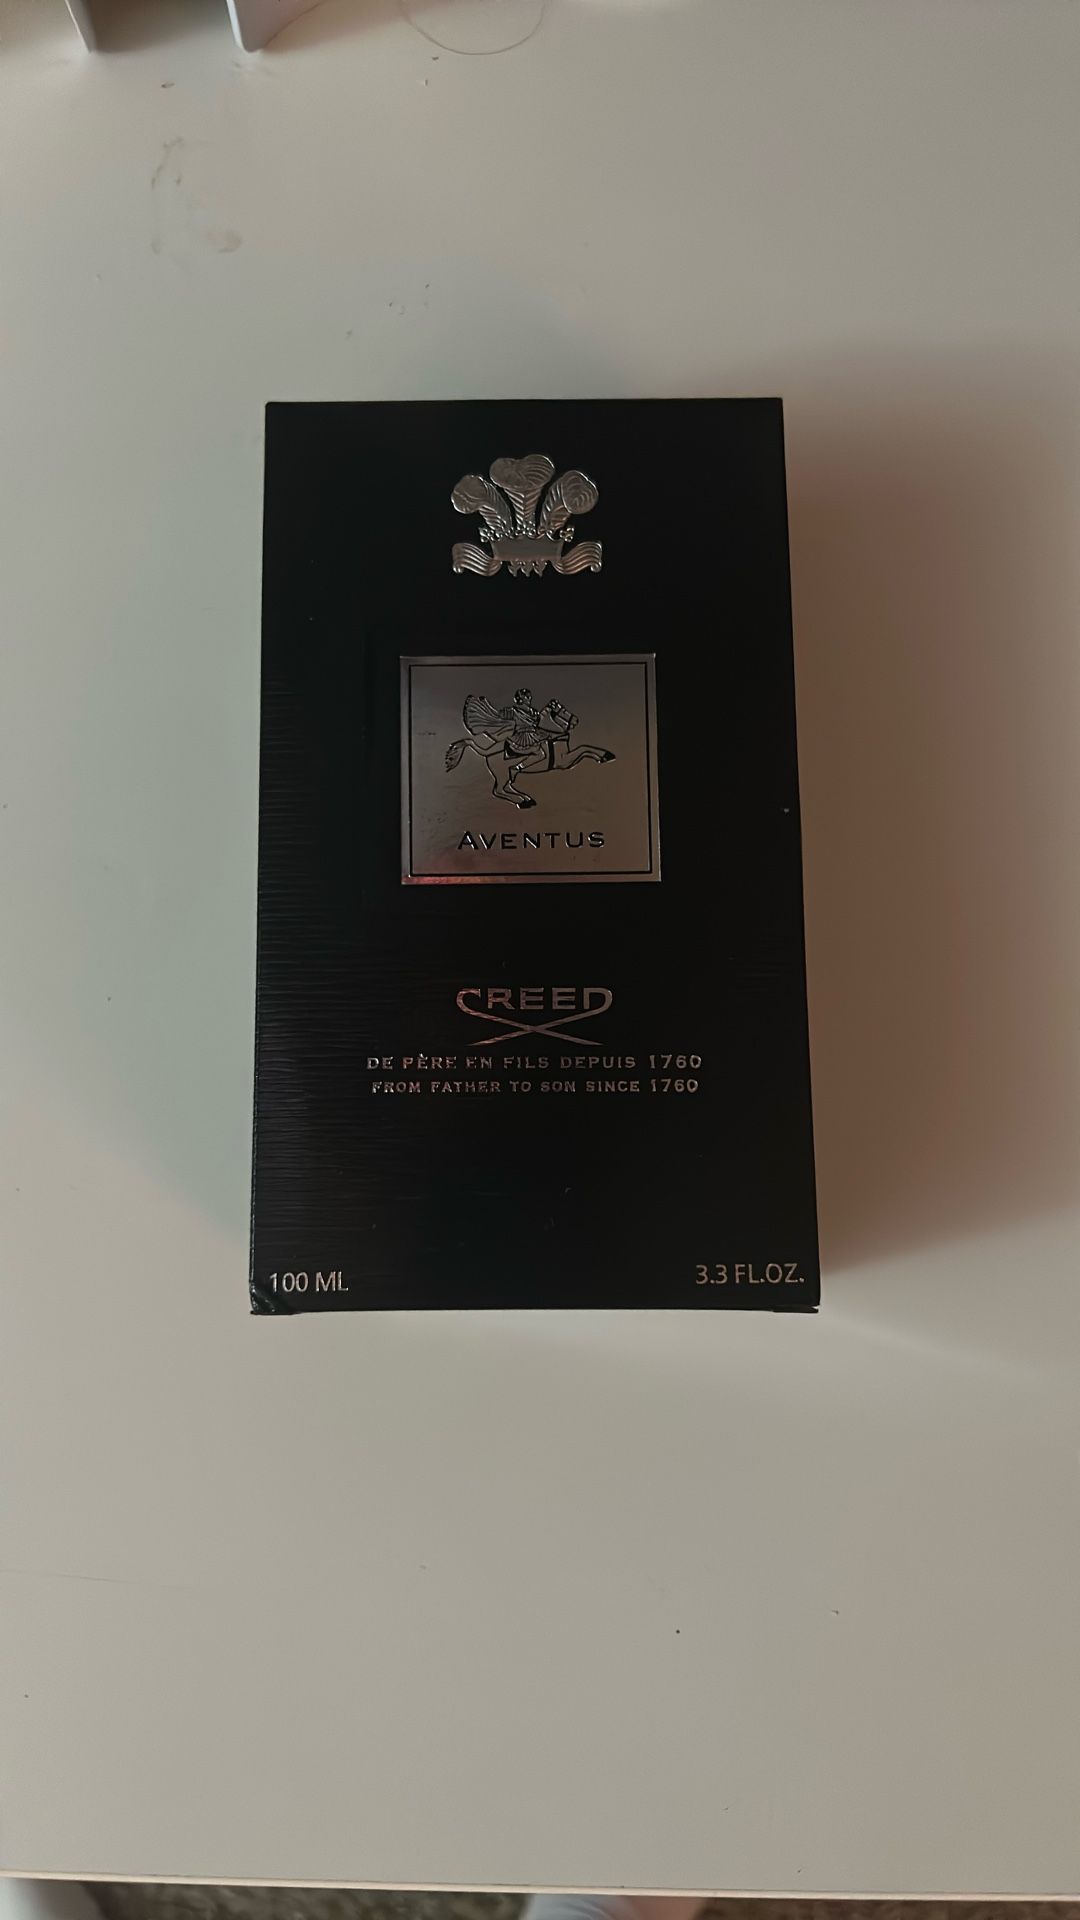 AVENTUS
CREED
DE PÈRE EN FILS DEPUIS 1760
FROM FATHER TO SON SINCE 1760
100 ML
3.3 FL.OZ.